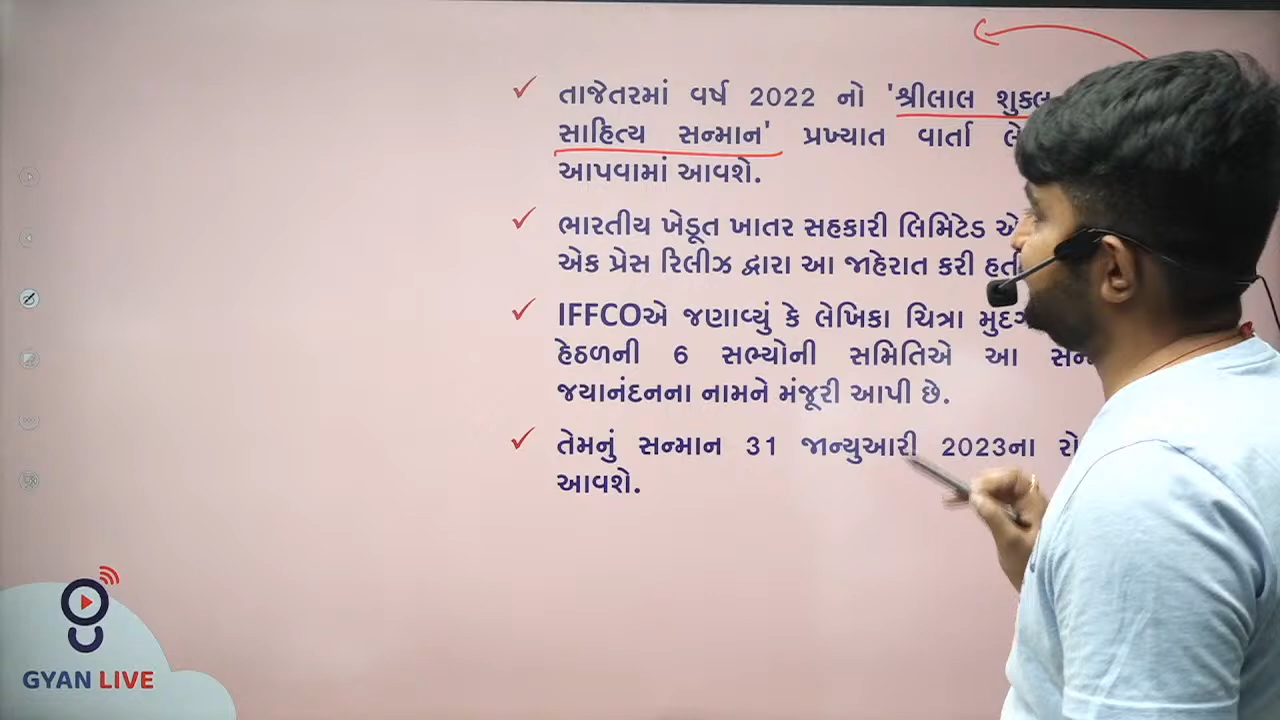 તાજેતરમાં વર્ષ 2022 નો 'શ્રીલાલ શુક્લ
સાહિત્ય સન્માન' પ્રખ્યાત વાર્તા
આપવામાં આવશે.
ભારતીય ખેડૂત ખાતર સહકારી લિમિટેડ
એક પ્રેસ રિલીઝ દ્વારા આ જાહેરાત કરી હતી
IFFCOએ જણાવ્યું કે લેખિકા ચિત્રા
હેઠળની 6 સભ્યોની સમિતિએ આ
જયાનંદનના નામને મંજૂરી આપી છે.
તેમનું સન્માન 31 જાન્યુઆરી 2023ના
આવશે.
GYAN LIVE